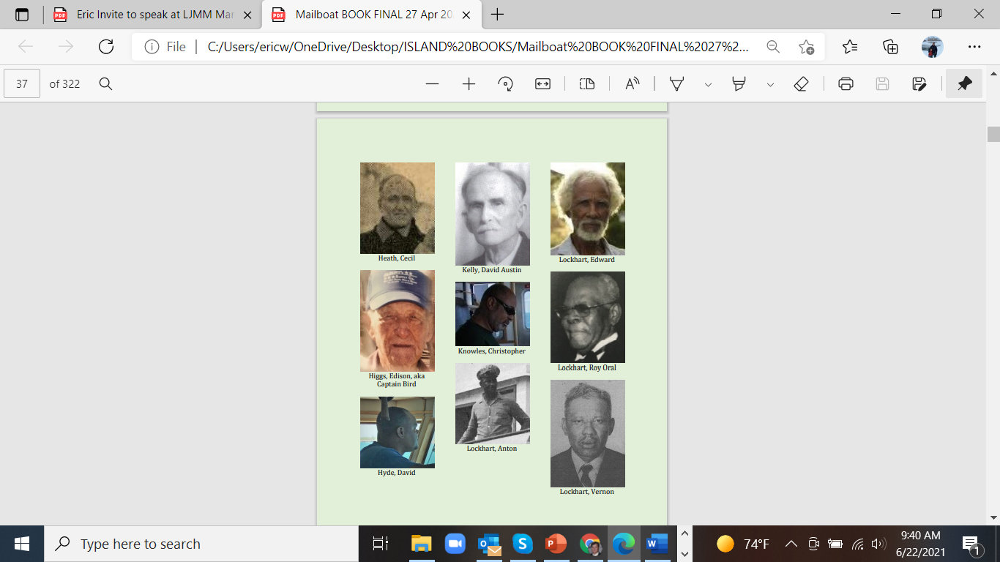 Eric Invite to speak at LJMM Mar
Mailboat BOOK FINAL 27 Apr 20
File
C:/Users/ericw/OneDrive/Desktop/ISLAND%20BOOKS/Mailboat%20BOOK%20FINAL%2027%2...
37
of 322
Heath, Cecil
Kelly, David Austin
Lockhart, Edward
Higgs, Edison, aka
Captain Bird
Knowles, Christopher
Lockhart, Roy Oral
Hyde, David
Lockhart, Anton
Lockhart, Vernon
Type here to search
74°F
9:40 AM
6/22/2021
1